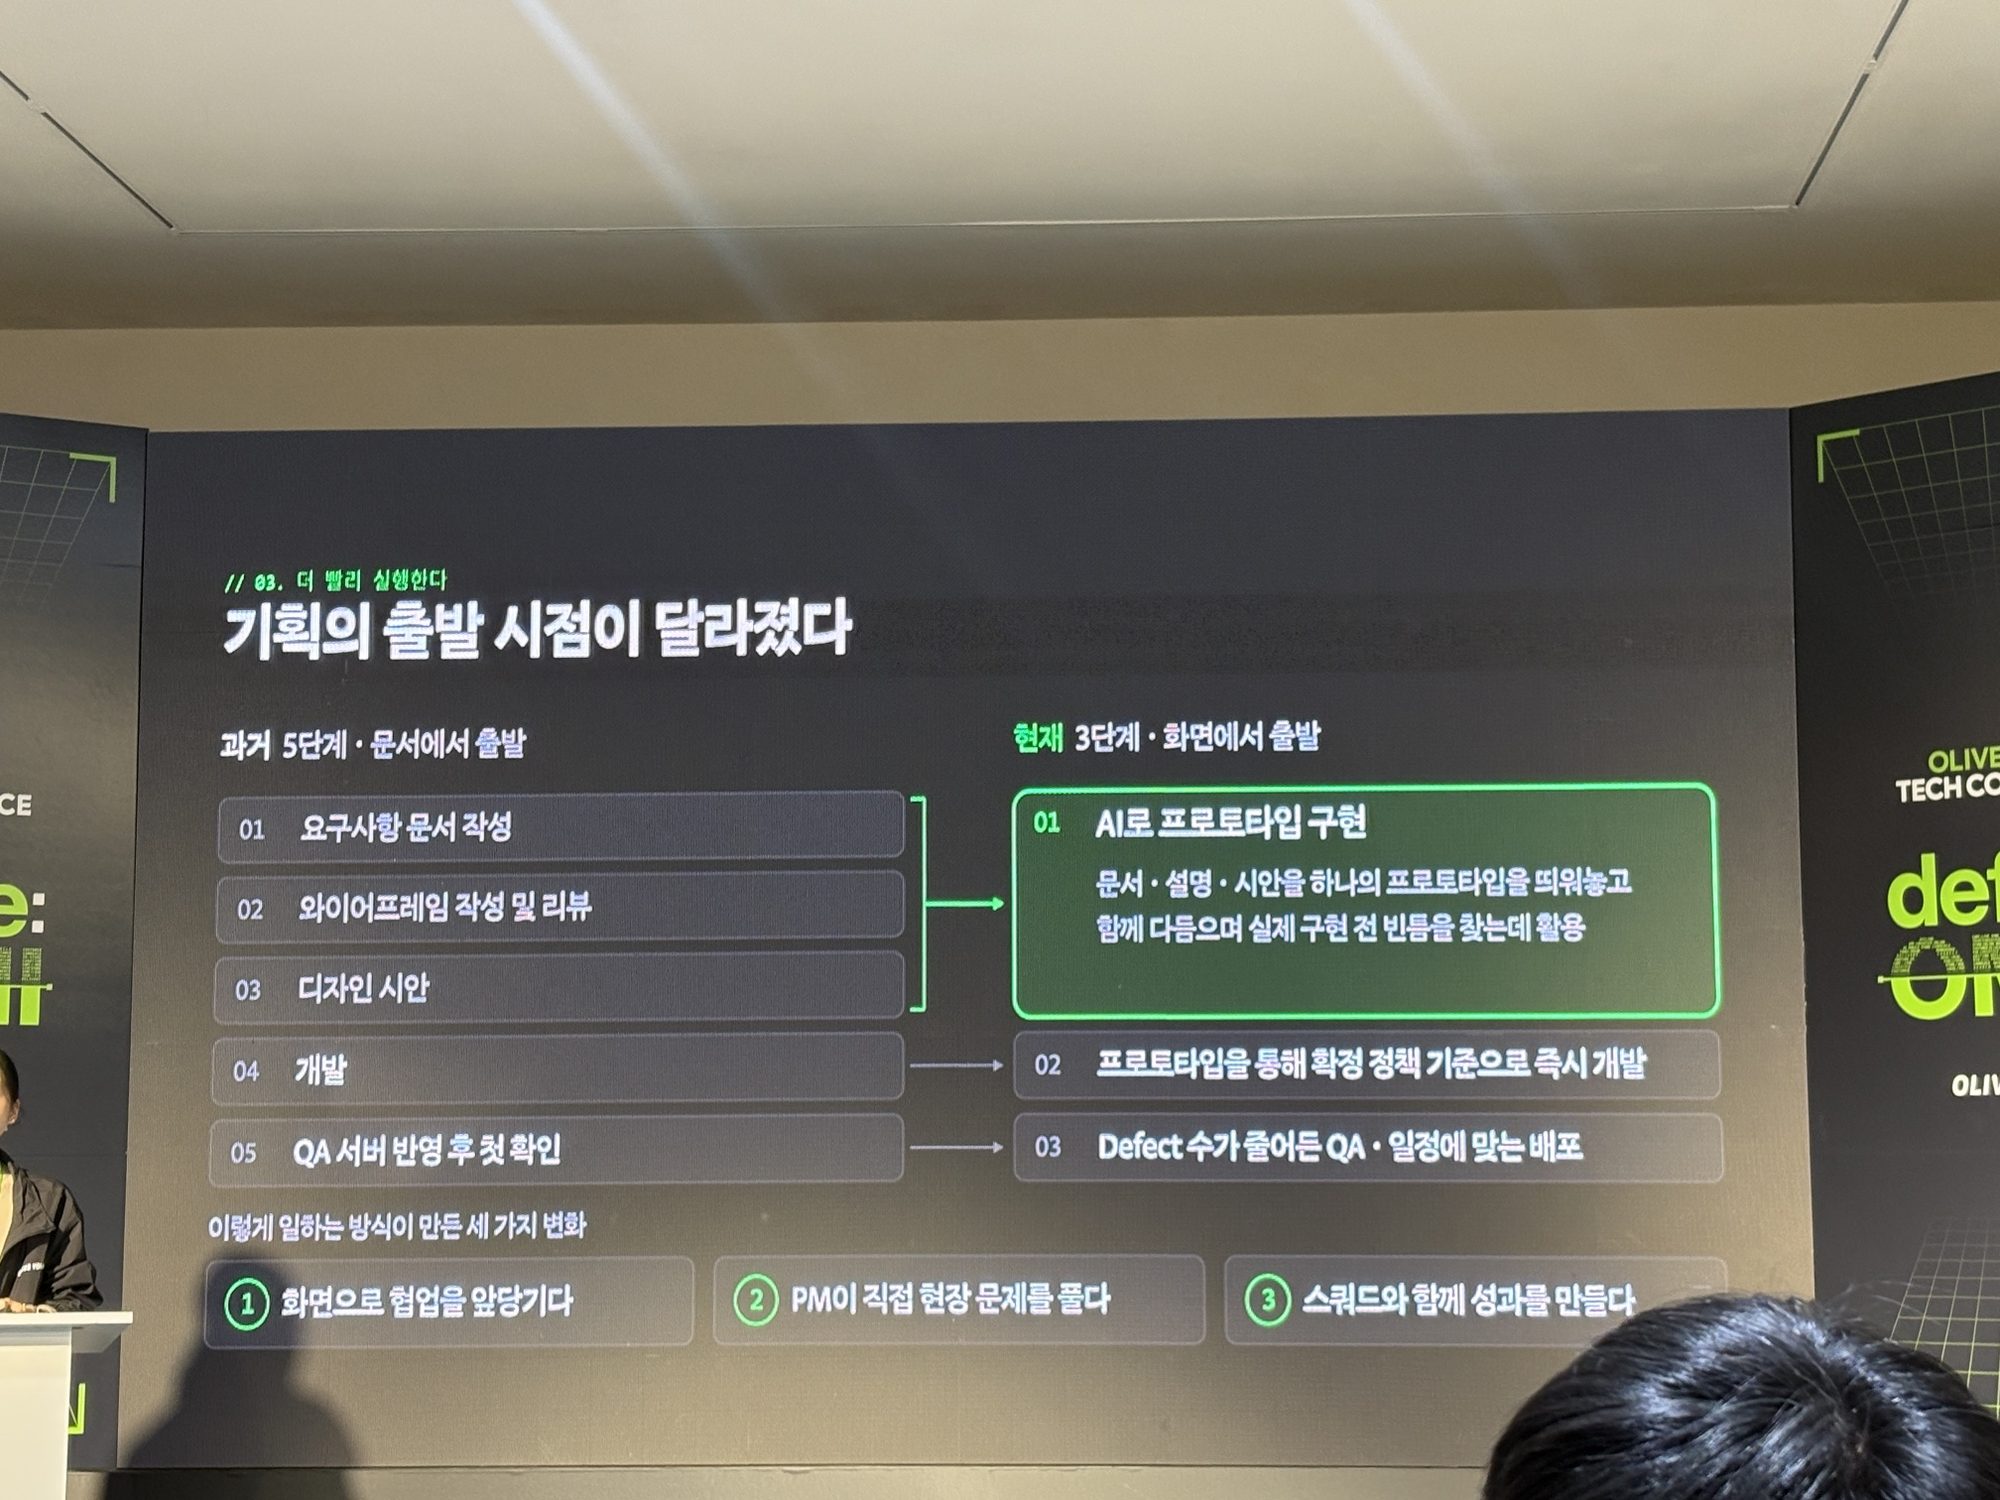 // 03. 더 빨리 실행한다
기획의 출발 시점이 달라졌다
과거 5단계 · 문서에서 출발
01 요구사항 문서 작성
02 와이어프레임 작성 및 리뷰
03 디자인 시안
04 개발
05 QA 서버 반영 후 첫 확인
현재 3단계 · 화면에서 출발
01 AI로 프로토타입 구현
문서 · 설명 · 시안을 하나의 프로토타입을 띄워놓고
함께 다듬으며 실제 구현 전 빈틈을 찾는데 활용
02 프로토타입을 통해 확정 정책 기준으로 즉시 개발
03 Defect 수가 줄어든 QA · 일정에 맞는 배포
이렇게 일하는 방식이 만든 세 가지 변화
1 화면으로 협업을 앞당기다
2 PM이 직접 현장 문제를 풀다
3 스쿼드와 함께 성과를 만들다
CE
e:
OLIVE
TECH CO
def
OLIV